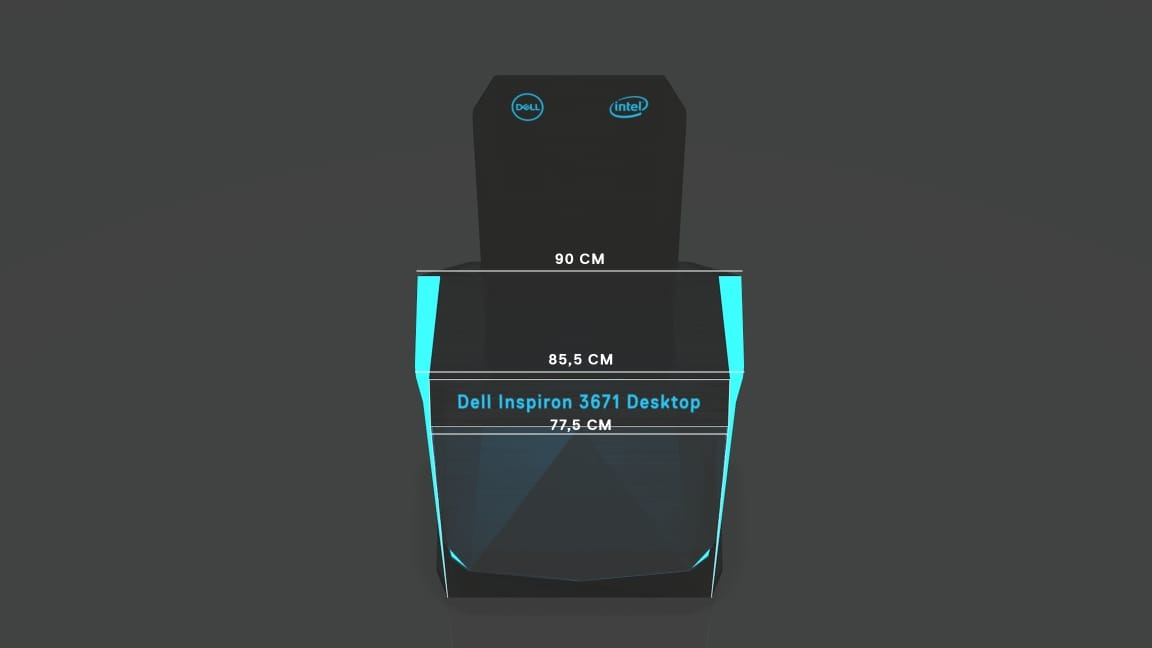 DELL
intel
90 CM
85,5 CM
Dell Inspiron 3671 Desktop
77,5 CM